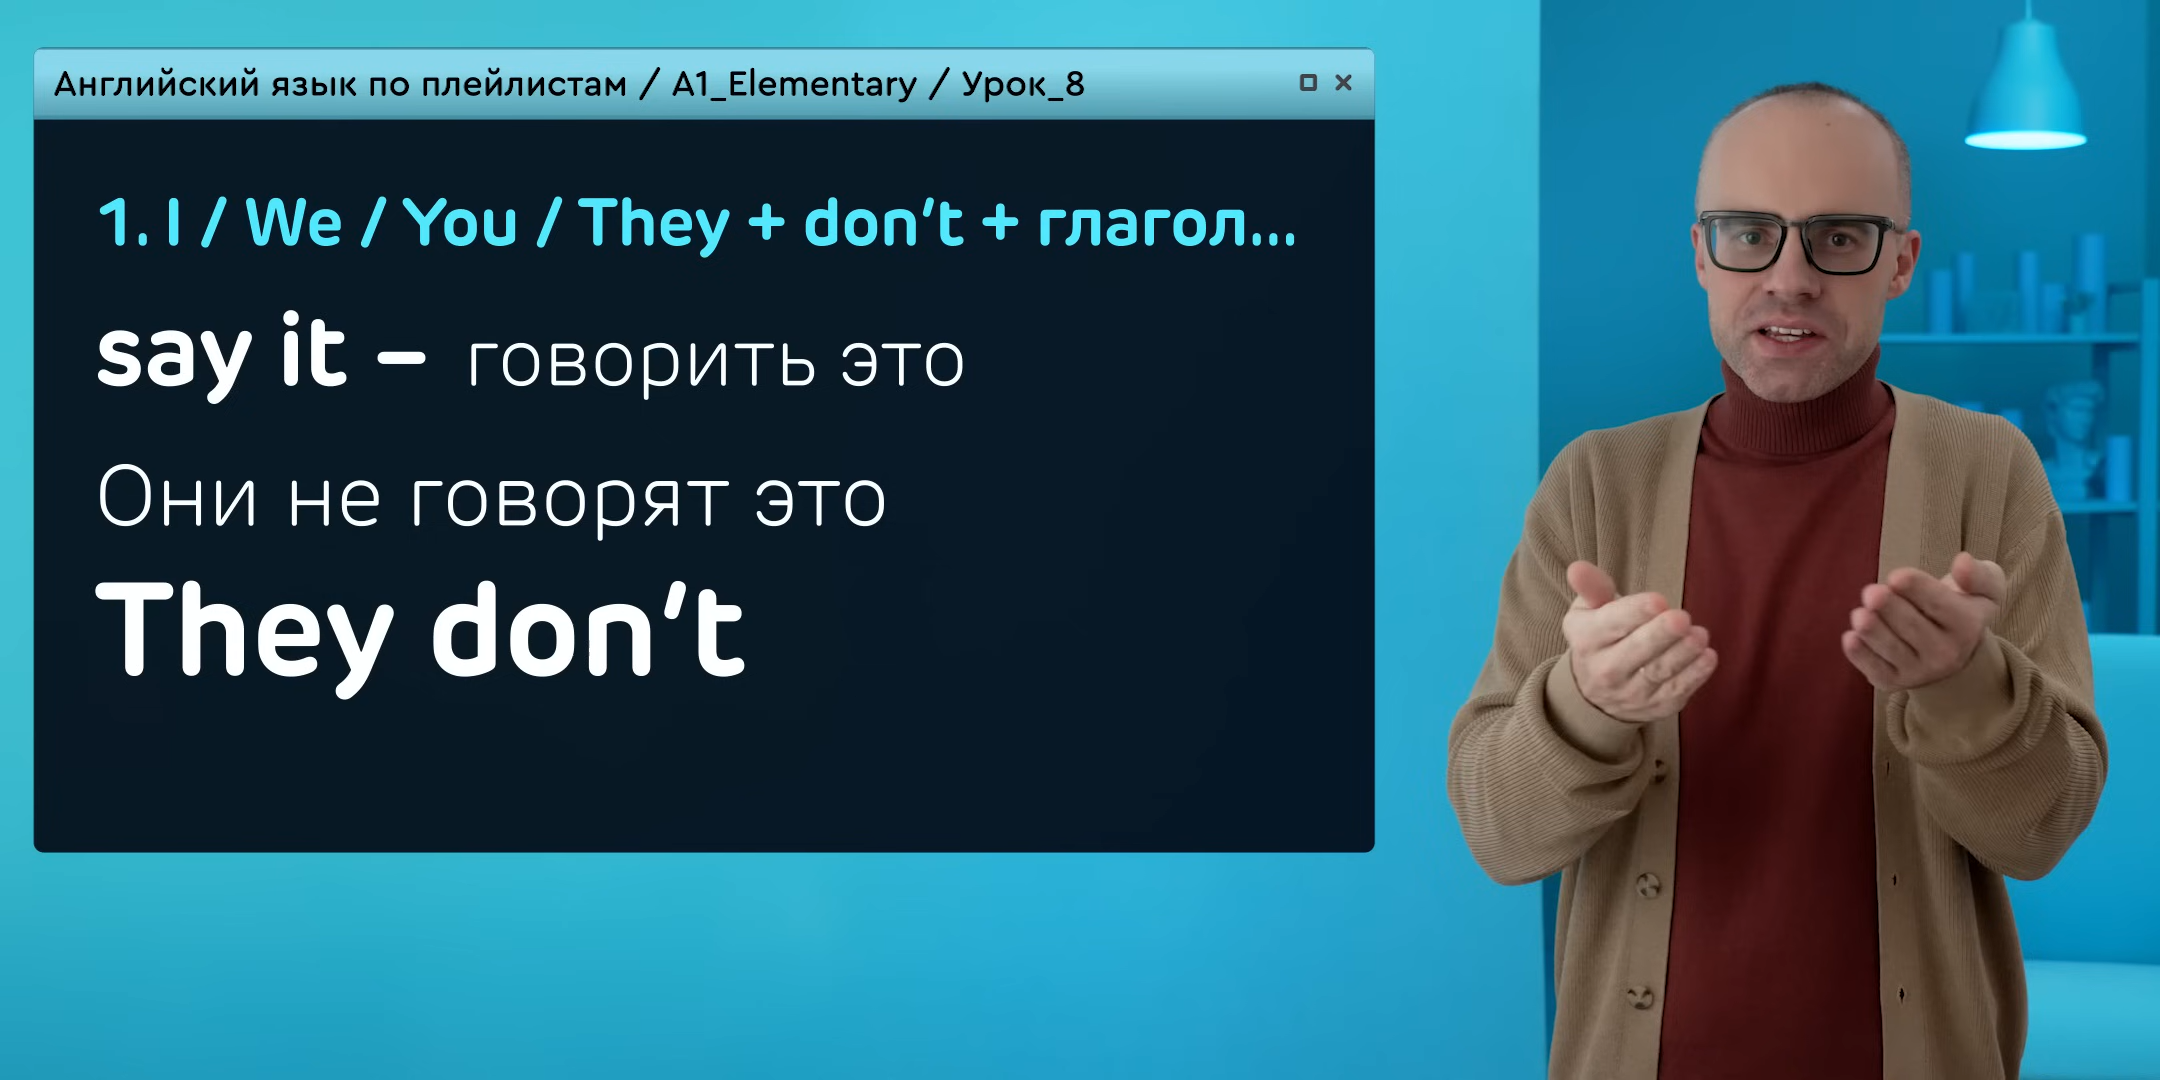 Английский язык по плейлистам / A1_Elementary / Урок_8
1. I / We / You / They + don't + глагол...
say it – говорить это
Они не говорят это
They don't